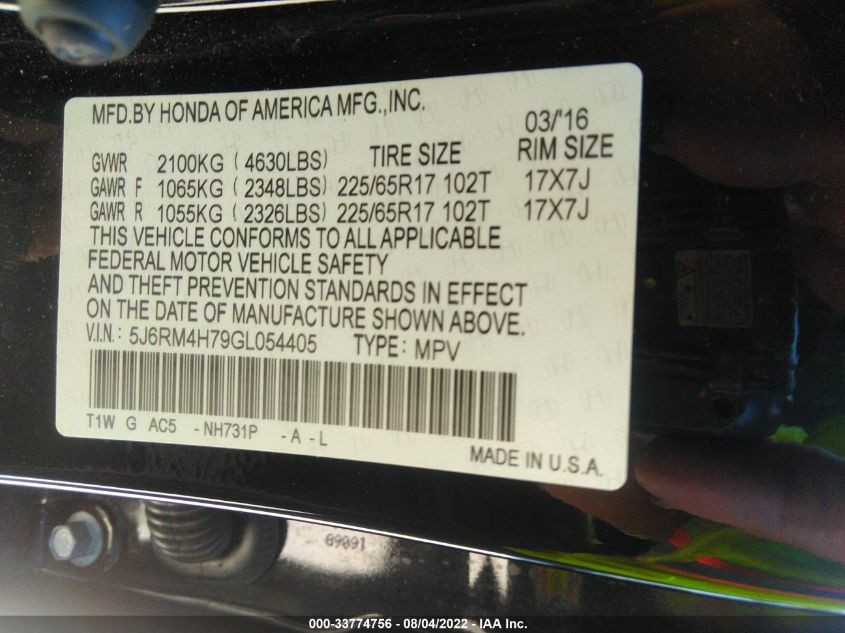 MFD.BY HONDA OF AMERICA MFG.,INC.
03/'16
GVWR 2100KG (4630LBS) TIRE SIZE RIM SIZE
GAWR F 1065KG (2348LBS) 225/65R17 102T 17X7J
GAWR R 1055KG (2326LBS) 225/65R17 102T 17X7J
THIS VEHICLE CONFORMS TO ALL APPLICABLE
FEDERAL MOTOR VEHICLE SAFETY
AND THEFT PREVENTION STANDARDS IN EFFECT
ON THE DATE OF MANUFACTURE SHOWN ABOVE.
V.I.N.: 5J6RM4H79GL054405 TYPE: MPV
T1W G AC5 -NH731P -A -L
MADE IN U.S.A.
69091
000-33774756 - 08/04/2022 - IAA Inc.